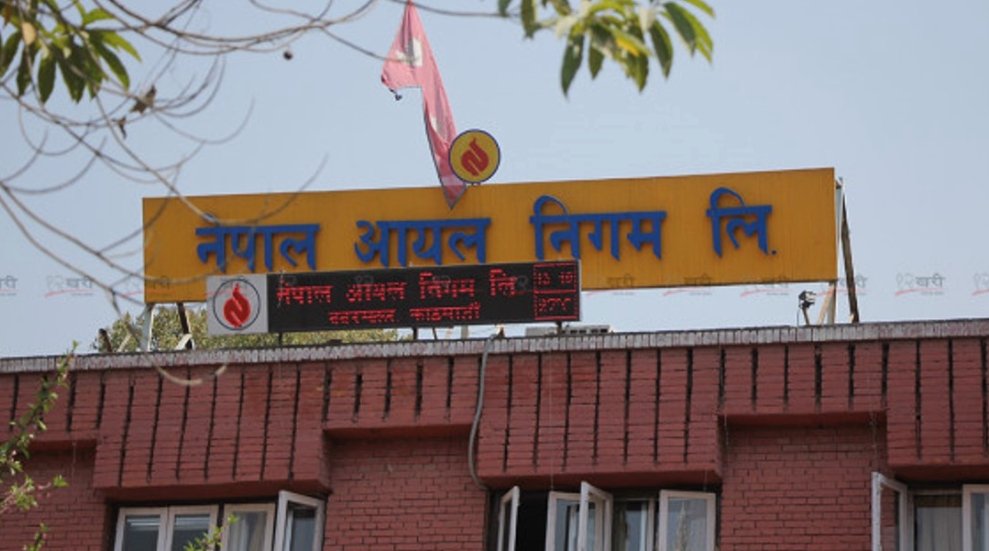 नेपाल आयल निगम लि.
नेपाल आयल निगम लि
बबरमहल काठमाडौं